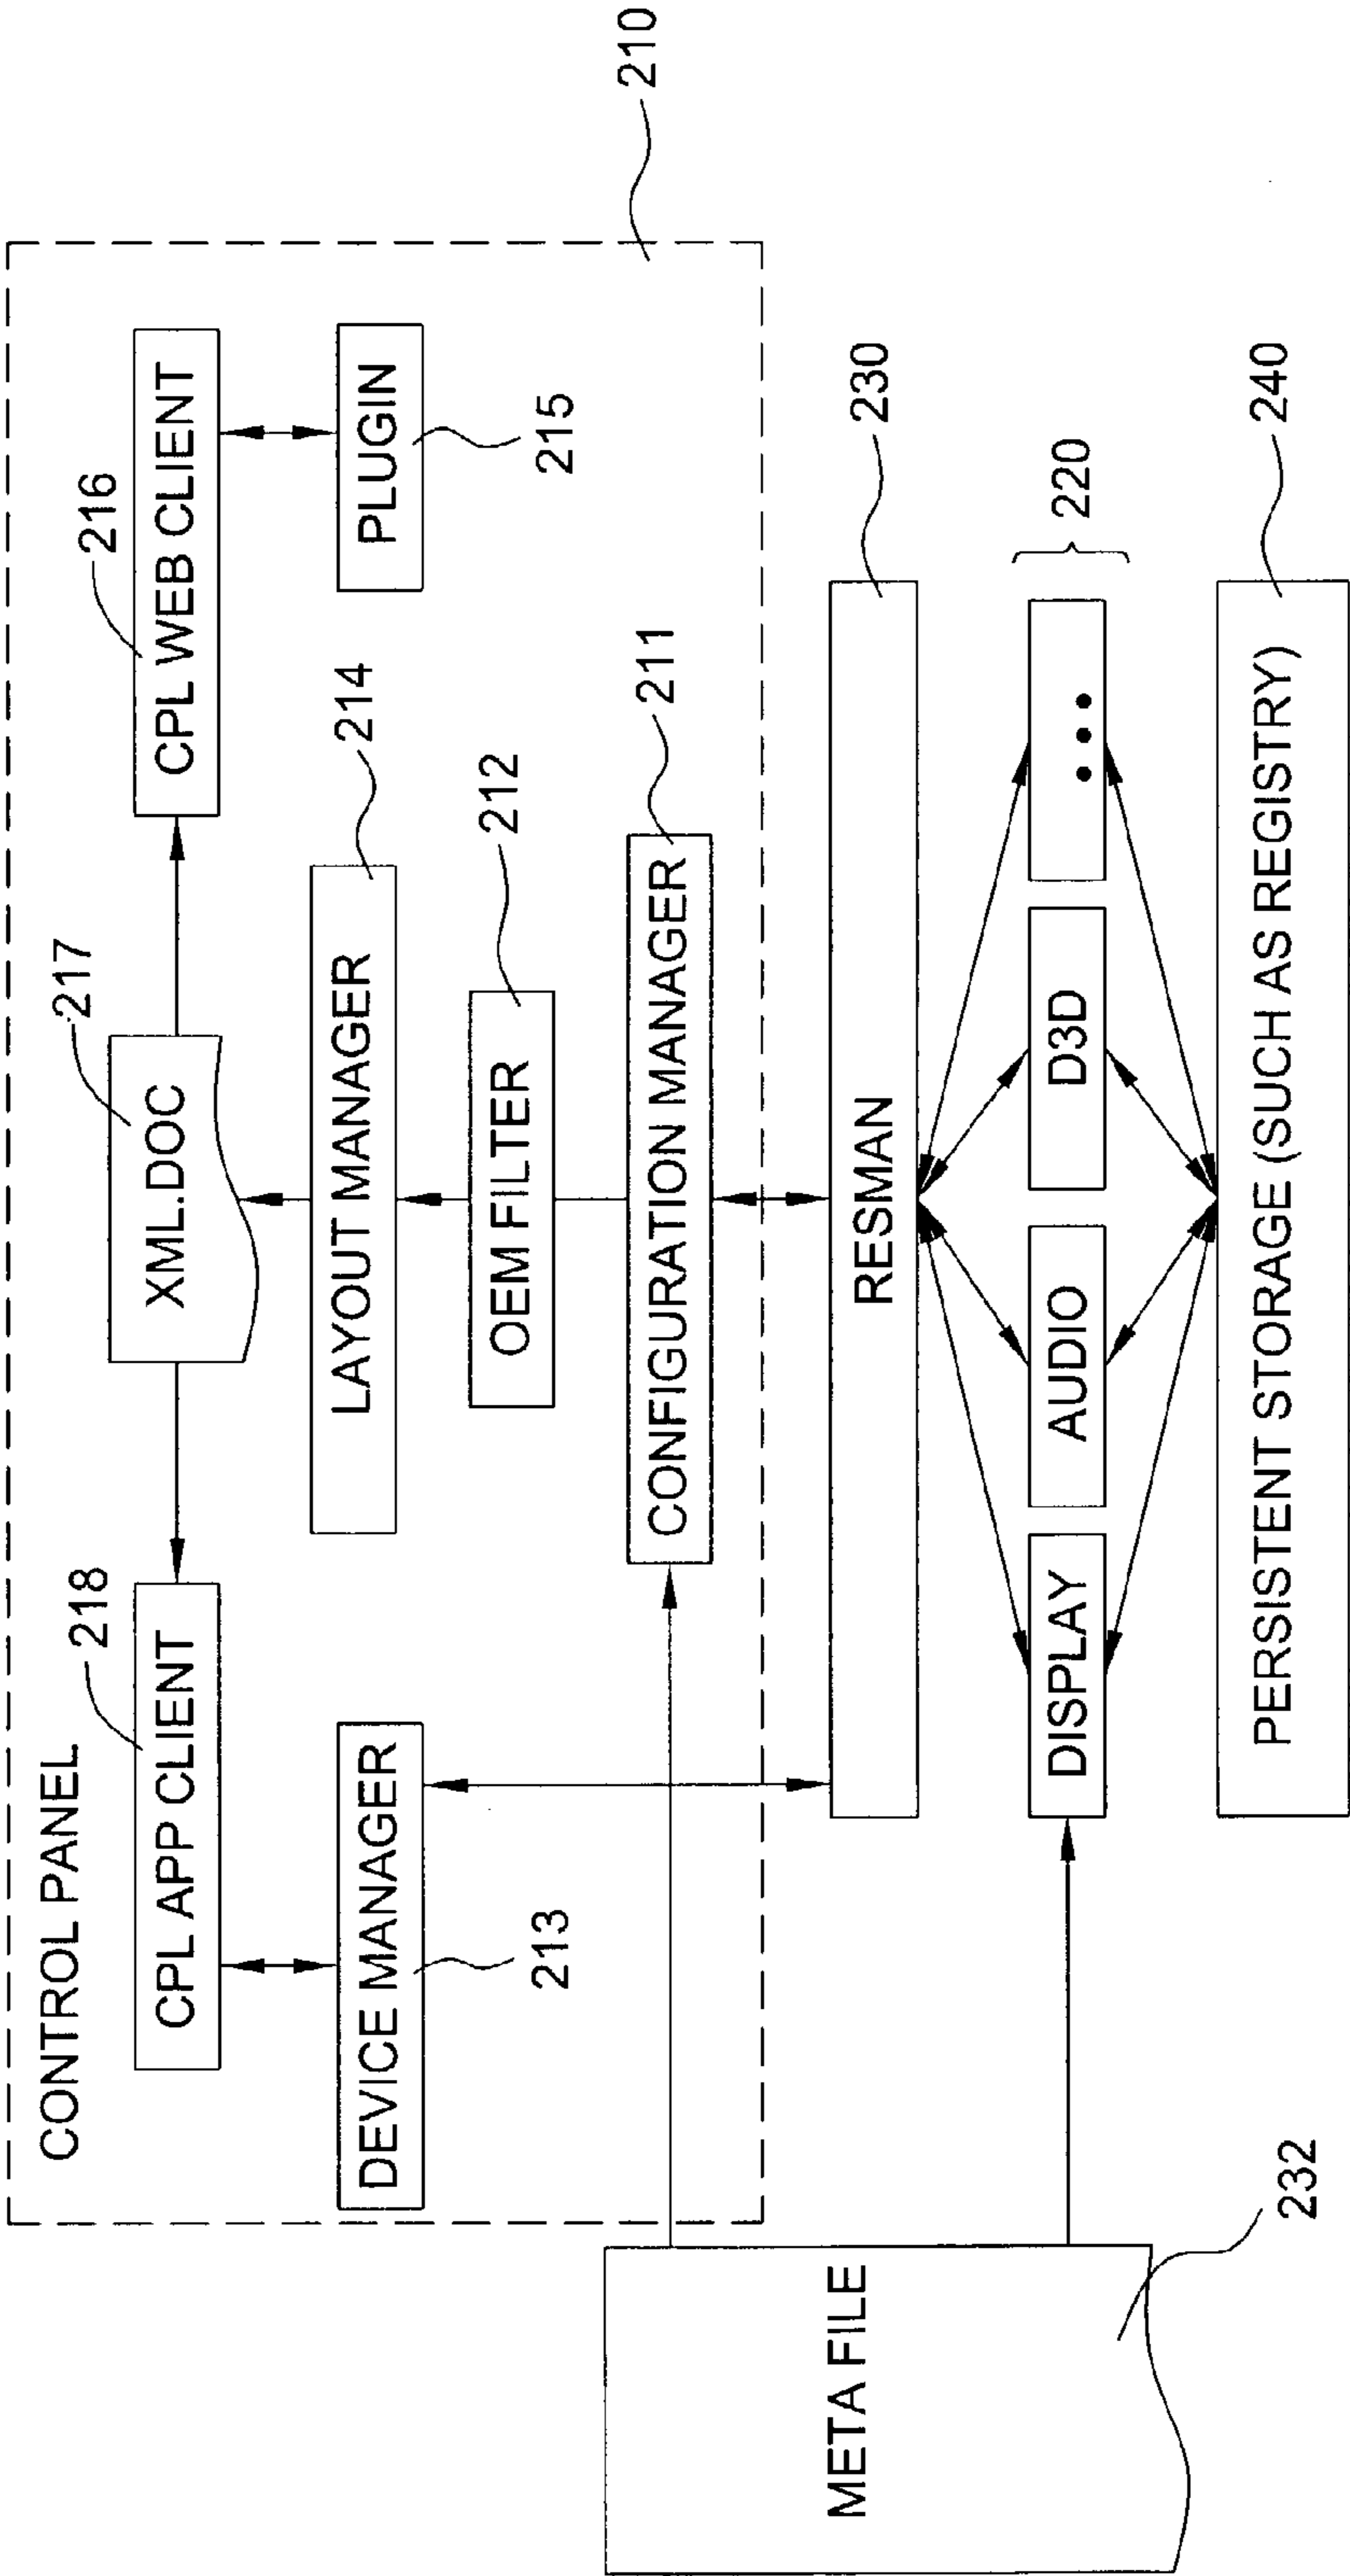 CONTROL PANEL
210
218
CPL APP CLIENT
217
XML.DOC
216
CPL WEB CLIENT
DEVICE MANAGER
213
LAYOUT MANAGER
214
PLUGIN
215
OEM FILTER
212
CONFIGURATION MANAGER
211
META FILE
232
RESMAN
230
DISPLAY
AUDIO
D3D
•••
220
PERSISTENT STORAGE (SUCH AS REGISTRY)
240